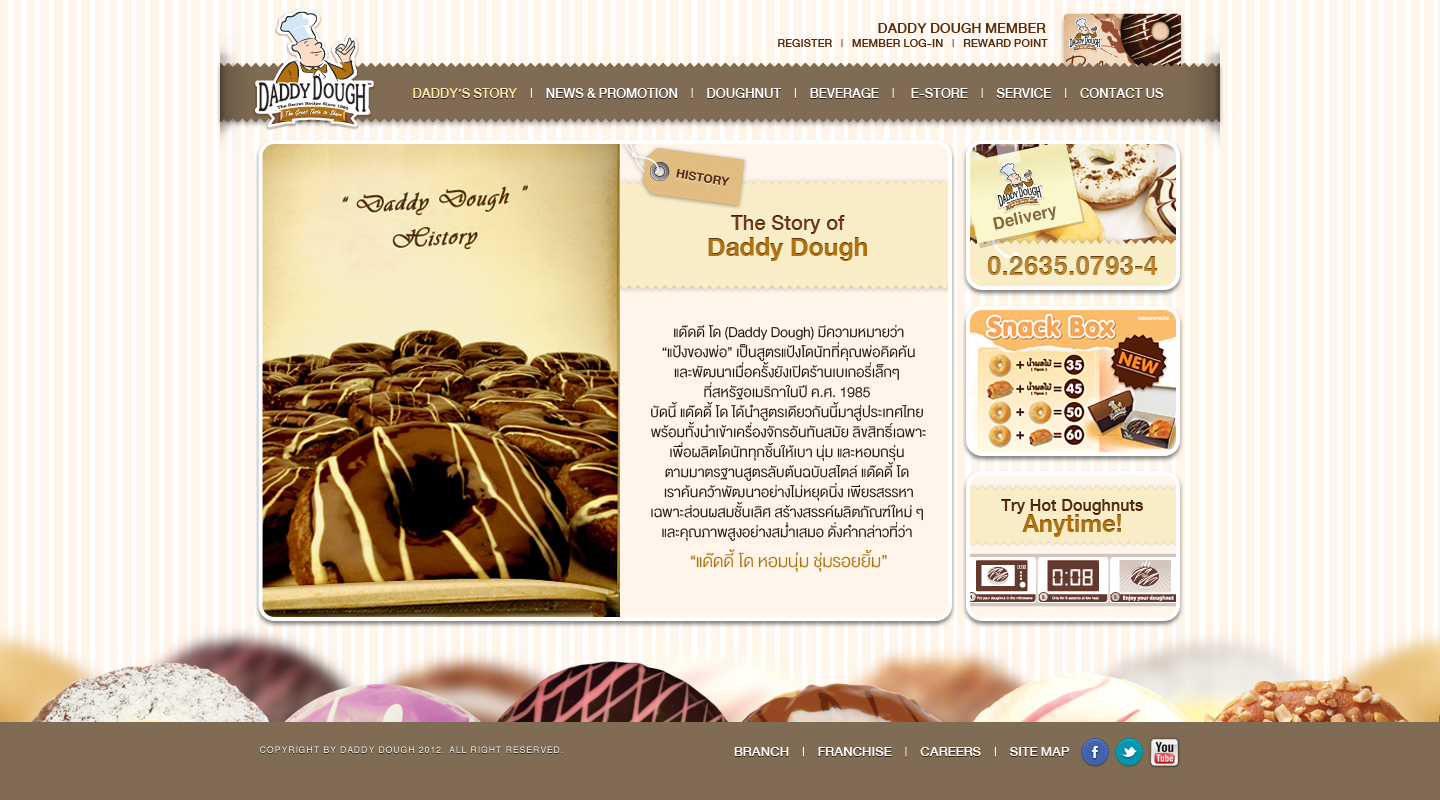 DADDY DOUGH MEMBER
REGISTER | MEMBER LOG-IN | REWARD POINT
DADDY DOUGH
The Secret Recipe Since 1985
The Great Taste to Share
DADDY'S STORY | NEWS & PROMOTION | DOUGHNUT | BEVERAGE | E-STORE | SERVICE | CONTACT US
" Daddy Dough "
History
HISTORY
The Story of
Daddy Dough
แด๊ดดี้ โด (Daddy Dough) มีความหมายว่า
“แป้งของพ่อ” เป็นสูตรแป้งโดนัทที่คุณพ่อคิดค้น
และพัฒนาเมื่อครั้งยังเปิดร้านเบเกอรี่เล็กๆ
ที่สหรัฐอเมริกาในปี ค.ศ. 1985
บัดนี้ แด๊ดดี้ โด ได้นำสูตรเดียวกันนี้มาสู่ประเทศไทย
พร้อมทั้งนำเข้าเครื่องจักรอันทันสมัย ลิขสิทธิ์เฉพาะ
เพื่อผลิตโดนัททุกชิ้นให้เบา นุ่ม และหอมกรุ่น
ตามมาตรฐานสูตรลับต้นฉบับสไตล์ แด๊ดดี้ โด
เราค้นคว้าพัฒนาอย่างไม่หยุดนิ่ง เพียรสรรหา
เฉพาะส่วนผสมชั้นเลิศ สร้างสรรค์ผลิตภัณฑ์ใหม่ ๆ
และคุณภาพสูงอย่างสม่ำเสมอ ดั่งคำกล่าวที่ว่า
“แด๊ดดี้ โด หอมนุ่ม ชุ่มรอยยิ้ม”
DADDY DOUGH
Delivery
0.2635.0793-4
Snack Box
NEW
+ น้ำผลไม้ = 35
+ น้ำผลไม้ = 45
+ = 50
+ = 60
Try Hot Doughnuts
Anytime!
0:08
Put your doughnut in the microwave
Only for 8 seconds at low heat
Enjoy your doughnut
COPYRIGHT BY DADDY DOUGH 2012. ALL RIGHT RESERVED.
BRANCH | FRANCHISE | CAREERS | SITE MAP
f
You
Tube